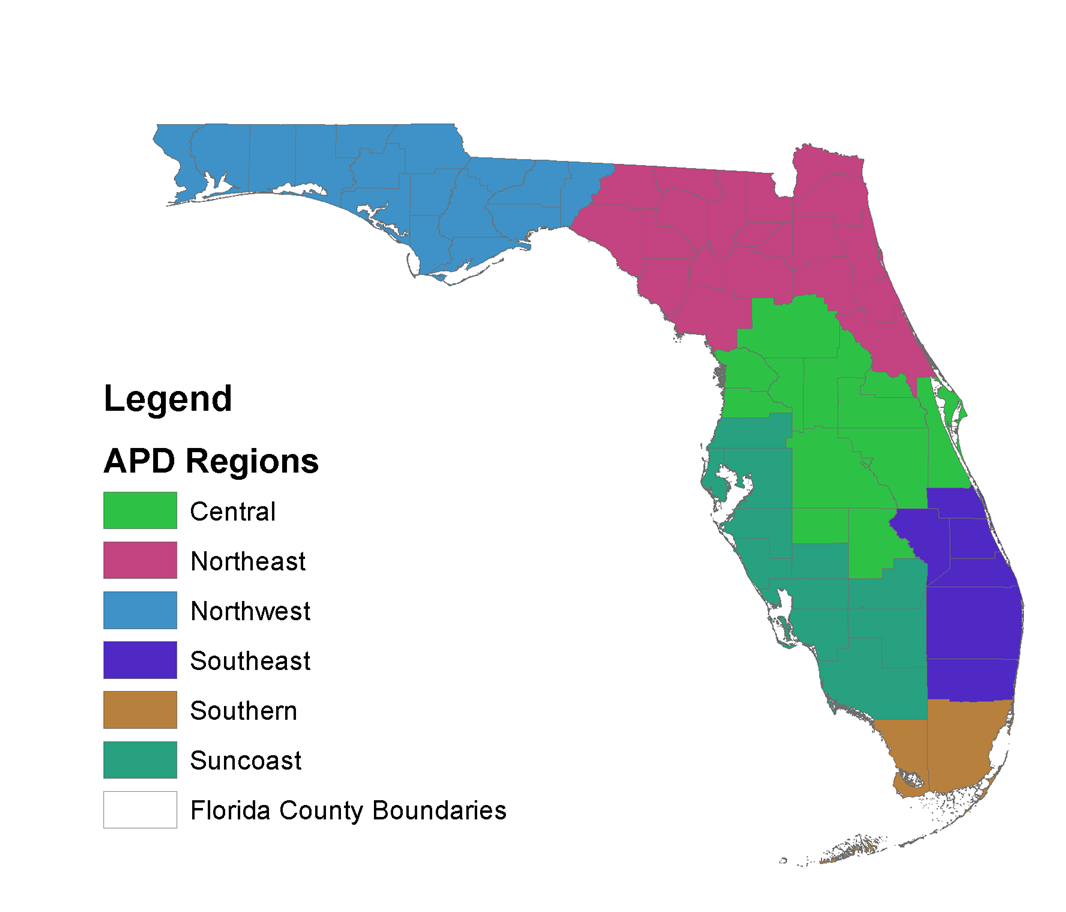 Legend
APD Regions
Central
Northeast
Northwest
Southeast
Southern
Suncoast
Florida County Boundaries